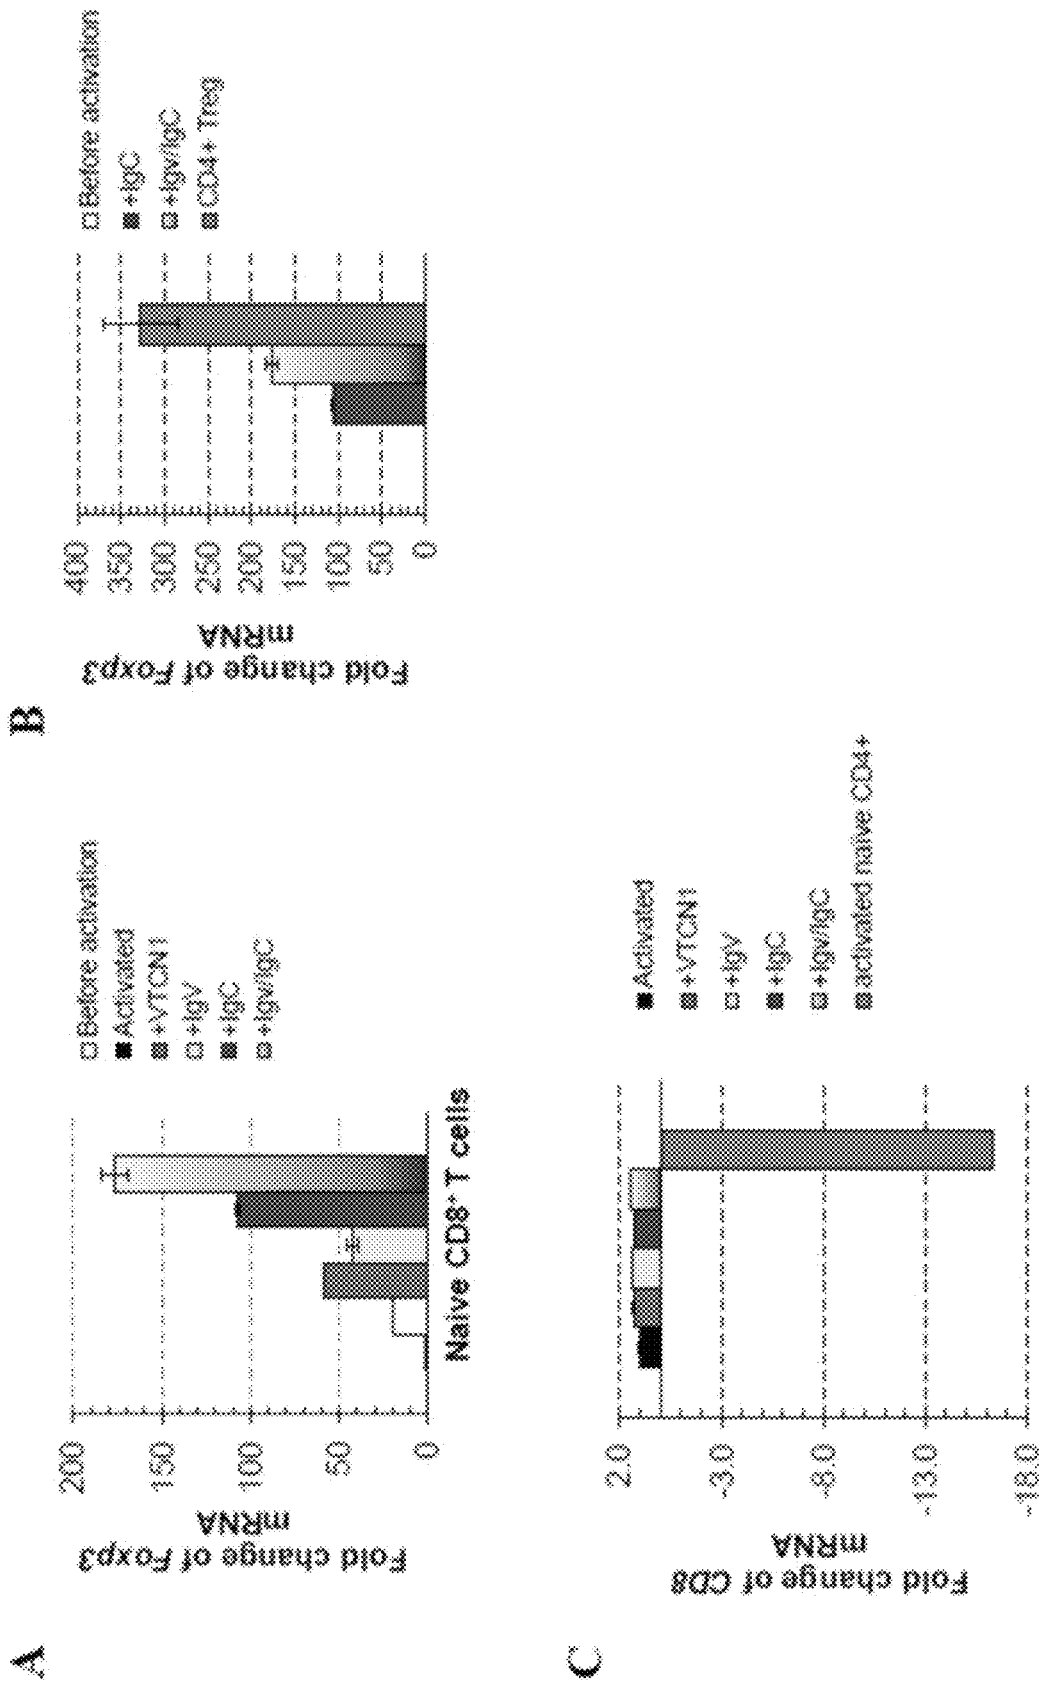 A
Fold change of Foxp3
mRNA
200
150
100
50
0
Naive CD8+ T cells
Before activation
Activated
+VTCN1
+IgV
+IgC
+Igv/IgC
B
Fold change of Foxp3
mRNA
400
350
300
250
200
150
100
50
0
Before activation
+IgC
+Igv/IgC
CD4+ Treg
C
Fold change of CD8
mRNA
2.0
-3.0
-8.0
-13.0
-18.0
Activated
+VTCN1
+IgV
+IgC
+Igv/IgC
activated naive CD4+